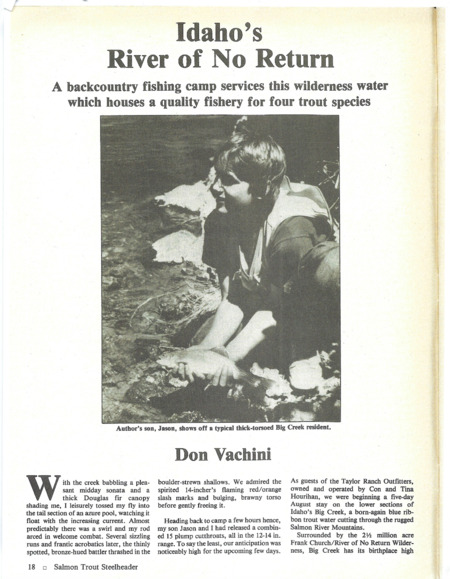 Idaho's
River of No Return
A backcountry fishing camp services this wilderness water
which houses a quality fishery for four trout species
Author's son, Jason, shows off a typical thick-torsoed Big Creek resident.
Don Vachini
With the creek babbling a plea-
sant midday sonata and a
thick Douglas fir canopy
shading me, I leisurely tossed my fly into
the tail section of an azure pool, watching it
float with the increasing current. Almost
predictably there was a swirl and my rod
arced in welcome combat. Several sizzling
runs and frantic acrobatics later, the thinly
spotted, bronze-hued battler thrashed in the
boulder-strewn shallows. We admired the
spirited 14-incher's flaming red/orange
slash marks and bulging, brawny torso
before gently freeing it.
Heading back to camp a few hours hence,
my son Jason and I had released a combin-
ed 15 plump cutthroats, all in the 12-14 in.
range. To say the least, our anticipation was
noticeably high for the upcoming few days.
As guests of the Taylor Ranch Outfitters,
owned and operated by Con and Tina
Hourihan, we were beginning a five-day
August stay on the lower sections of
Idaho's Big Creek, a born-again blue rib-
bon trout water cutting through the rugged
Salmon River Mountains.
Surrounded by the 2½ million acre
Frank Church/River of No Return Wilder-
ness, Big Creek has its birthplace high
18 □ Salmon Trout Steelheader